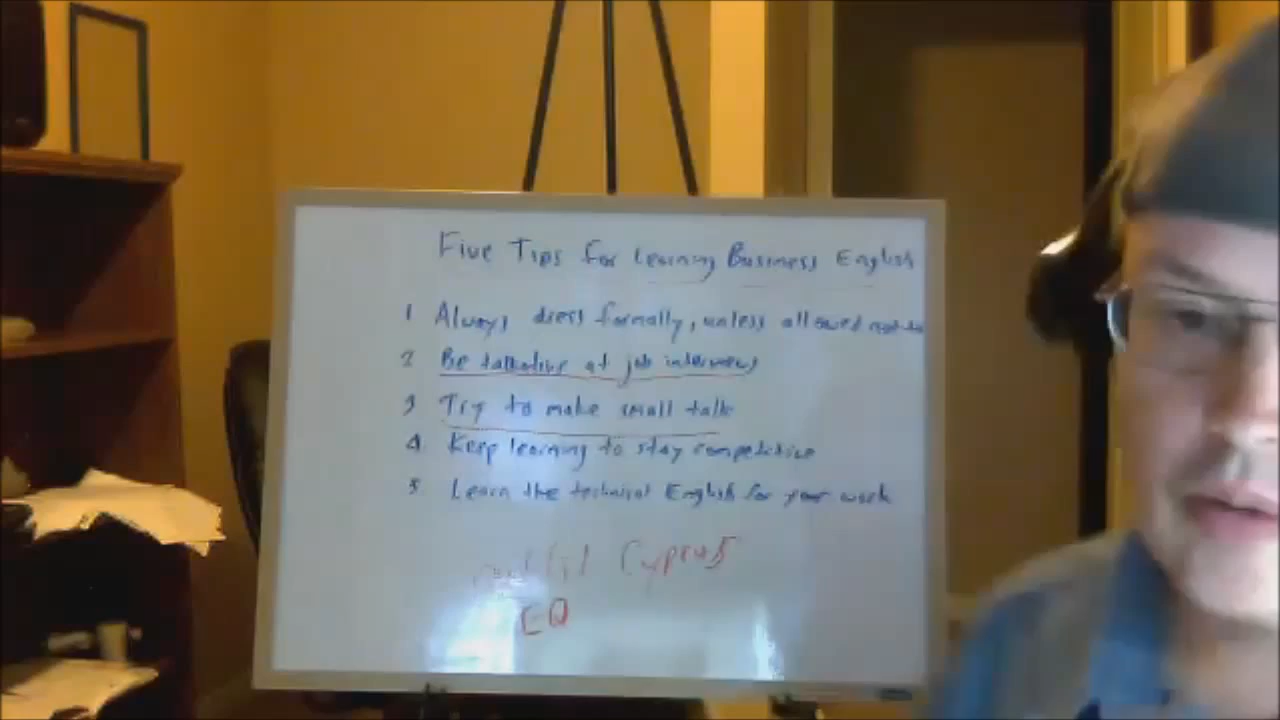 Five Tips for Learning Business English
1 Always dress formally, unless allowed not to
2 Be talkative at job interviews
3 Try to make small talk
4 Keep learning to stay competitive
5 Learn the technical English for your work
Cyprus
EQ